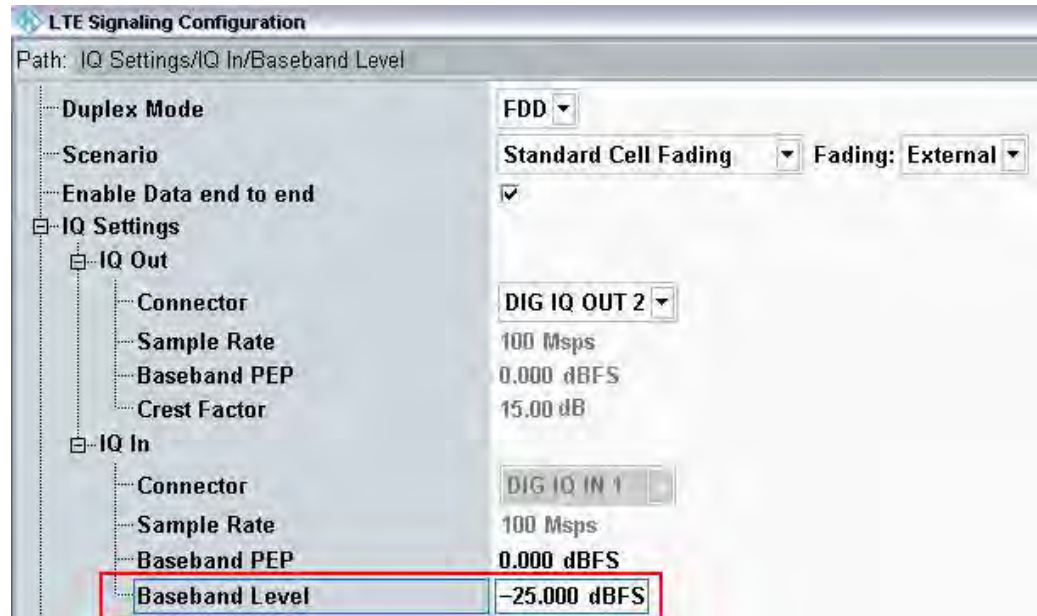 LTE Signaling Configuration
Path: IQ Settings/IQ In/Baseband Level
Duplex Mode FDD
Scenario Standard Cell Fading Fading: External
Enable Data end to end
IQ Settings
IQ Out
Connector DIG IQ OUT 2
Sample Rate 100 Msps
Baseband PEP 0.000 dBFS
Crest Factor 15.00 dB
IQ In
Connector DIG IQ IN 1
Sample Rate 100 Msps
Baseband PEP 0.000 dBFS
Baseband Level −25.000 dBFS